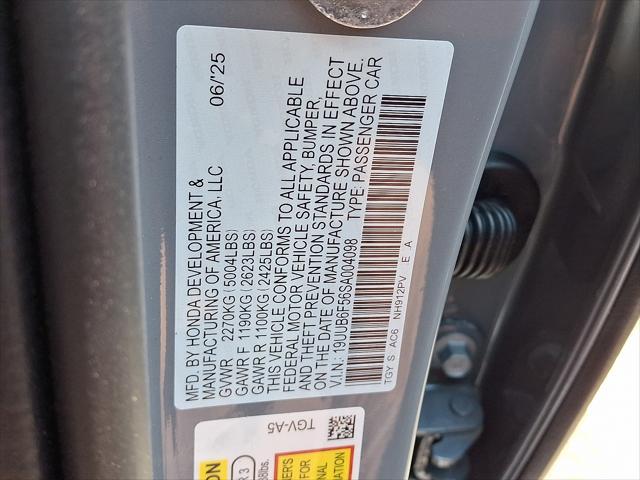 MFD. BY HONDA DEVELOPMENT &
MANUFACTURING OF AMERICA, LLC 06/'25
GVWR 2270KG(5004LBS)
GAWR F 1190KG(2623LBS)
GAWR R 1100KG(2425LBS)
THIS VEHICLE CONFORMS TO ALL APPLICABLE
FEDERAL MOTOR VEHICLE SAFETY, BUMPER,
AND THEFT PREVENTION STANDARDS IN EFFECT
ON THE DATE OF MANUFACTURE SHOWN ABOVE.
V.I.N.: 19UUB6F56SA004098 TYPE: PASSENGER CAR
TGY S AC6 NH912PV E A
TGV-A5